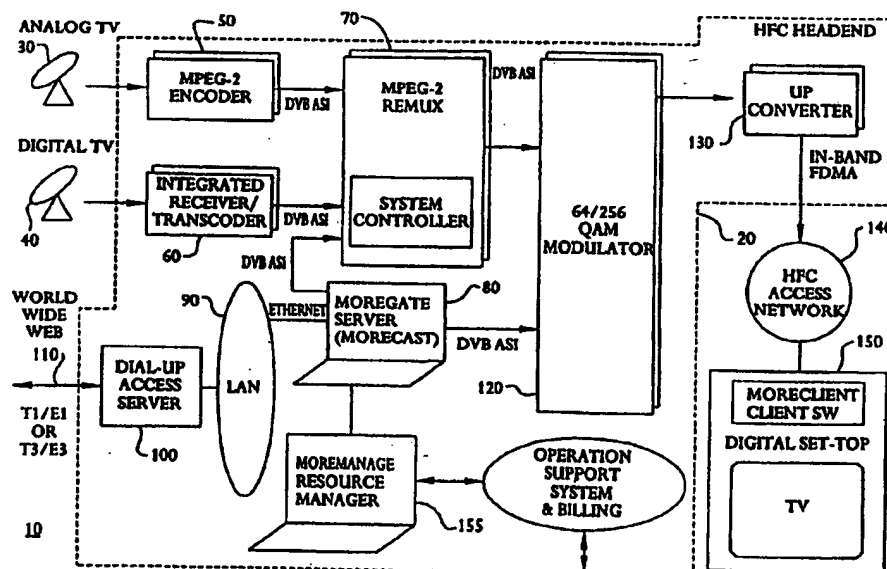 ANALOG TV
30
50
MPEG-2
ENCODER
DVB ASI
70
MPEG-2
REMUX
DVB ASI
HFC HEADEND
UP
CONVERTER
130
IN-BAND
FDMA
DIGITAL TV
40
INTEGRATED
RECEIVER/
TRANSCODER
60
DVB ASI
SYSTEM
CONTROLLER
DVB ASI
64/256
QAM
MODULATOR
120
20
140
HFC
ACCESS
NETWORK
WORLD
WIDE
WEB
110
T1/E1
OR
T3/E3
DIAL-UP
ACCESS
SERVER
100
90
LAN
ETHERNET
80
MOREGATE
SERVER
(MORECAST)
DVB ASI
150
MORECLIENT
CLIENT SW
DIGITAL SET-TOP
TV
MOREMANAGE
RESOURCE
MANAGER
155
OPERATION
SUPPORT
SYSTEM
& BILLING
10